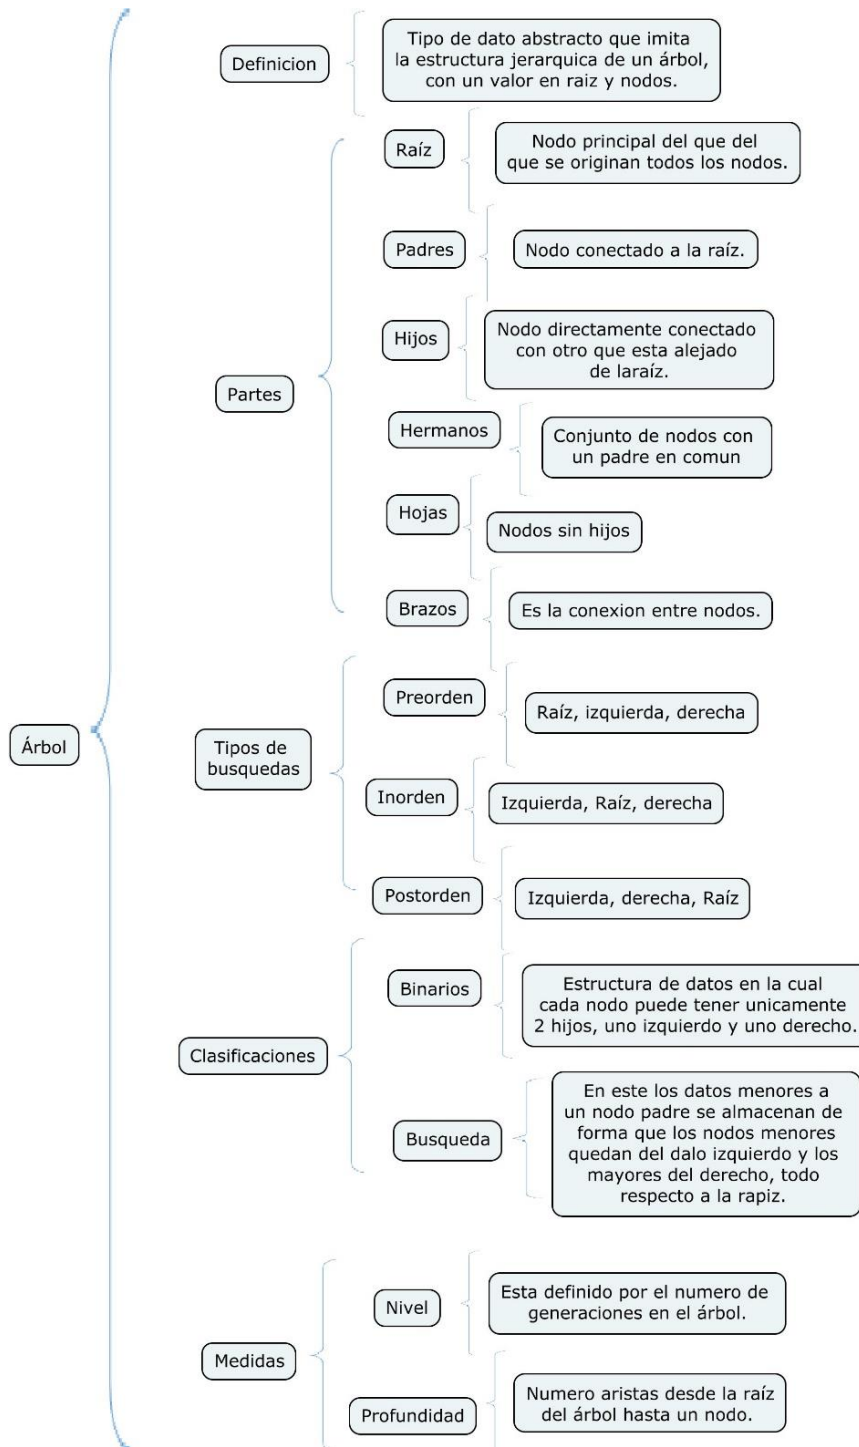 Árbol
Definicion
Tipo de dato abstracto que imita
la estructura jerarquica de un árbol,
con un valor en raiz y nodos.
Partes
Raíz
Nodo principal del que del
que se originan todos los nodos.
Padres
Nodo conectado a la raíz.
Hijos
Nodo directamente conectado
con otro que esta alejado
de laraíz.
Hermanos
Conjunto de nodos con
un padre en comun
Hojas
Nodos sin hijos
Brazos
Es la conexion entre nodos.
Tipos de
busquedas
Preorden
Raíz, izquierda, derecha
Inorden
Izquierda, Raíz, derecha
Postorden
Izquierda, derecha, Raíz
Clasificaciones
Binarios
Estructura de datos en la cual
cada nodo puede tener unicamente
2 hijos, uno izquierdo y uno derecho.
Busqueda
En este los datos menores a
un nodo padre se almacenan de
forma que los nodos menores
quedan del dalo izquierdo y los
mayores del derecho, todo
respecto a la rapiz.
Medidas
Nivel
Esta definido por el numero de
generaciones en el árbol.
Profundidad
Numero aristas desde la raíz
del árbol hasta un nodo.